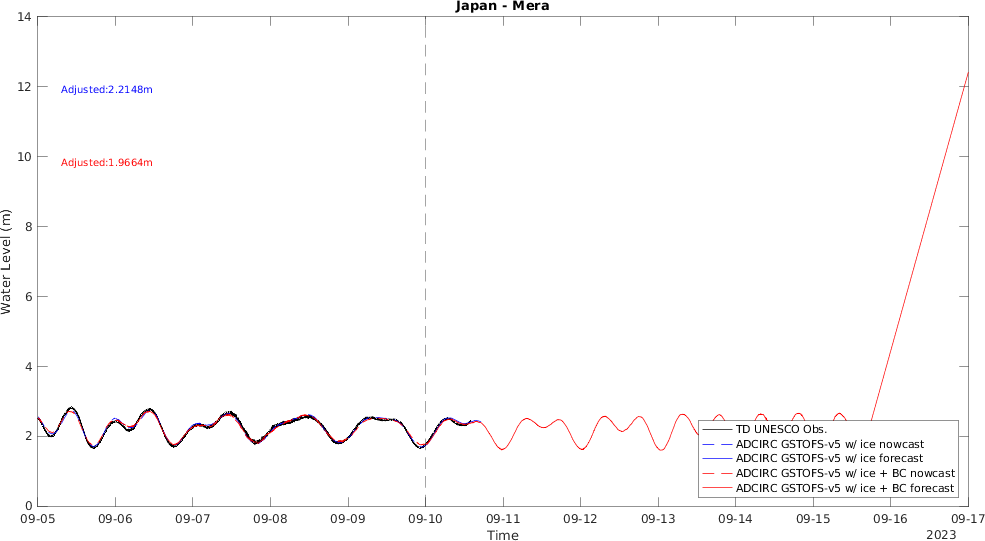 Japan - Mera
14
12
10
8
6
4
2
0
Water Level (m)
Adjusted:2.2148m
Adjusted:1.9664m
TD UNESCO Obs.
ADCIRC GSTOFS-v5 w/ ice nowcast
ADCIRC GSTOFS-v5 w/ ice forecast
ADCIRC GSTOFS-v5 w/ ice + BC nowcast
ADCIRC GSTOFS-v5 w/ ice + BC forecast
09-05 09-06 09-07 09-08 09-09 09-10 09-11 09-12 09-13 09-14 09-15 09-16 09-17
Time
2023